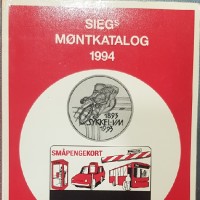 SIEGS
MØNTKATALOG
1994
1893
SYKKEL-VM
1993
SMÅPENGEKORT